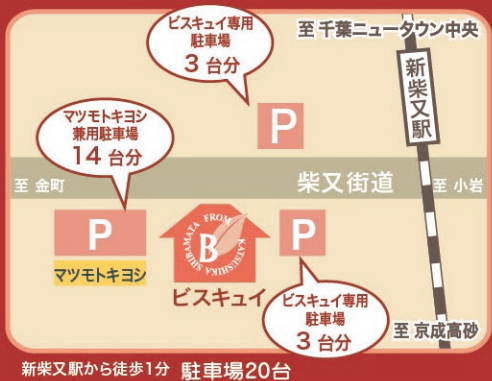 ビスキュイ専用
駐車場
3 台分
至 千葉ニュータウン中央
新柴又駅
マツモトキヨシ
兼用駐車場
14 台分
P
至 金町
柴又街道
至 小岩
P
マツモトキヨシ
FROM KATSUSHIKA SHIBAMATA
B
ビスキュイ
P
ビスキュイ専用
駐車場
3 台分
至 京成高砂
新柴又駅から徒歩1分 駐車場20台